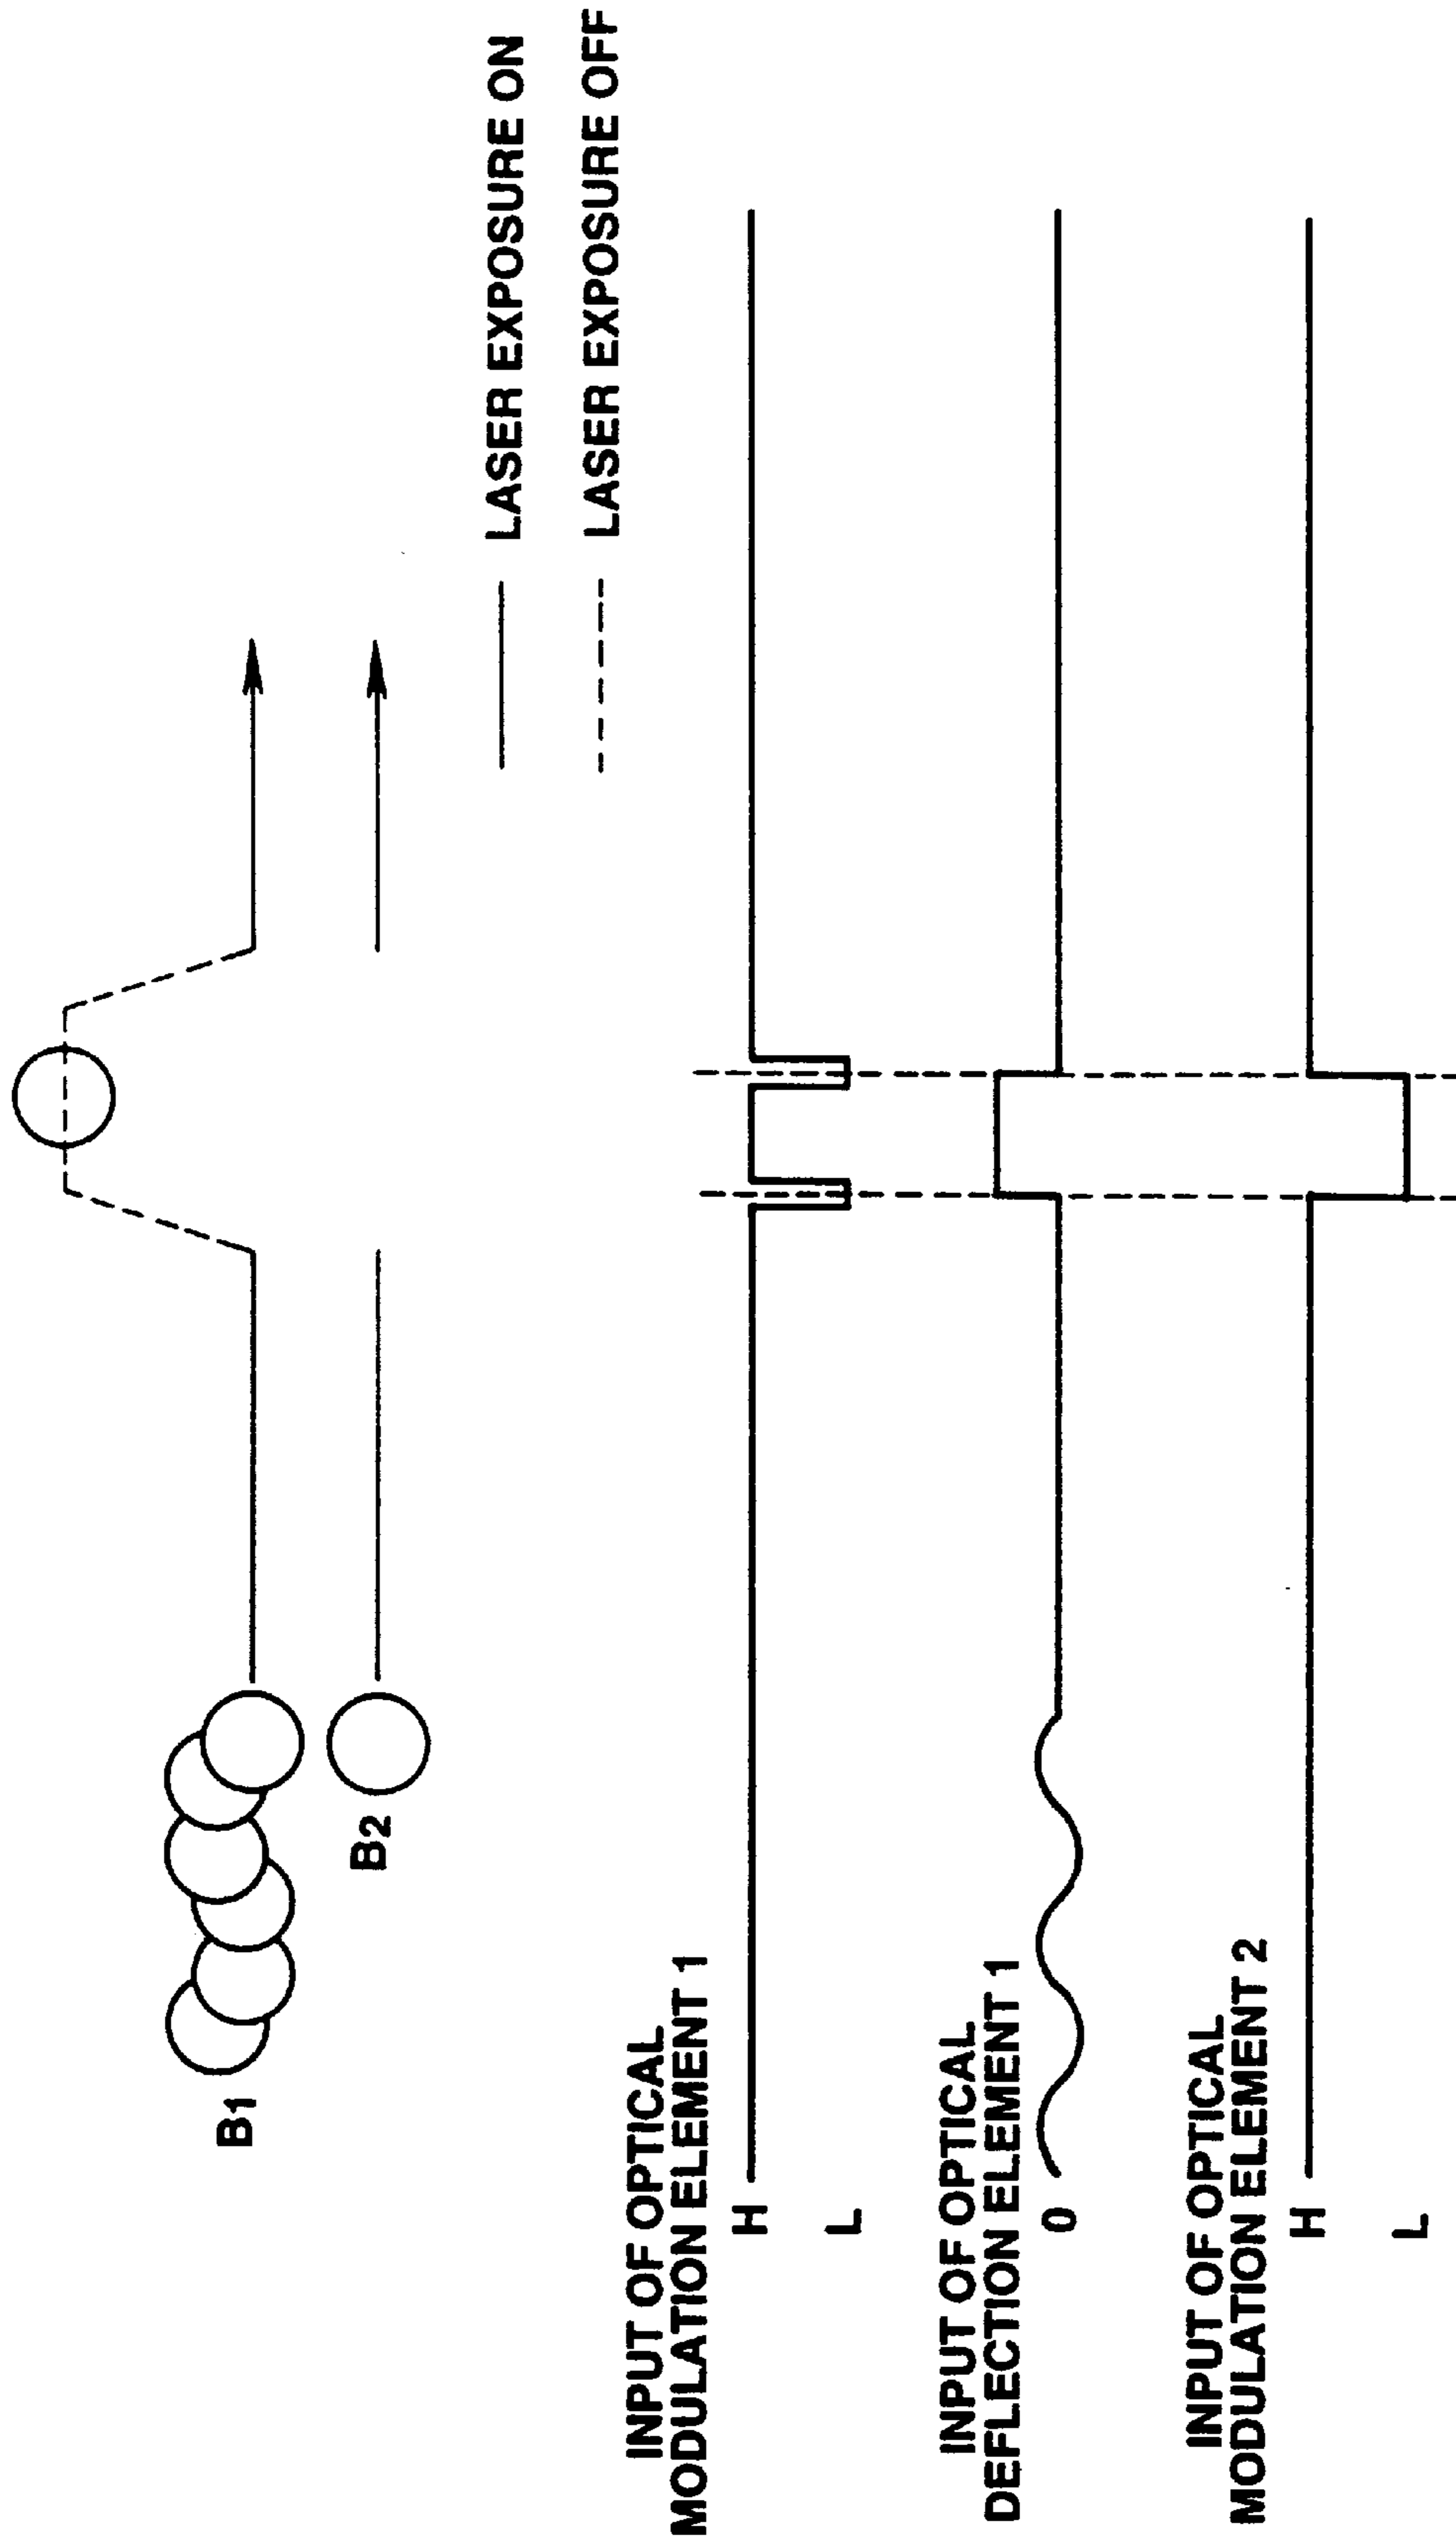 B1
B2
LASER EXPOSURE ON
LASER EXPOSURE OFF
INPUT OF OPTICAL
MODULATION ELEMENT 1
H
L
INPUT OF OPTICAL
DEFLECTION ELEMENT 1
0
INPUT OF OPTICAL
MODULATION ELEMENT 2
H
L